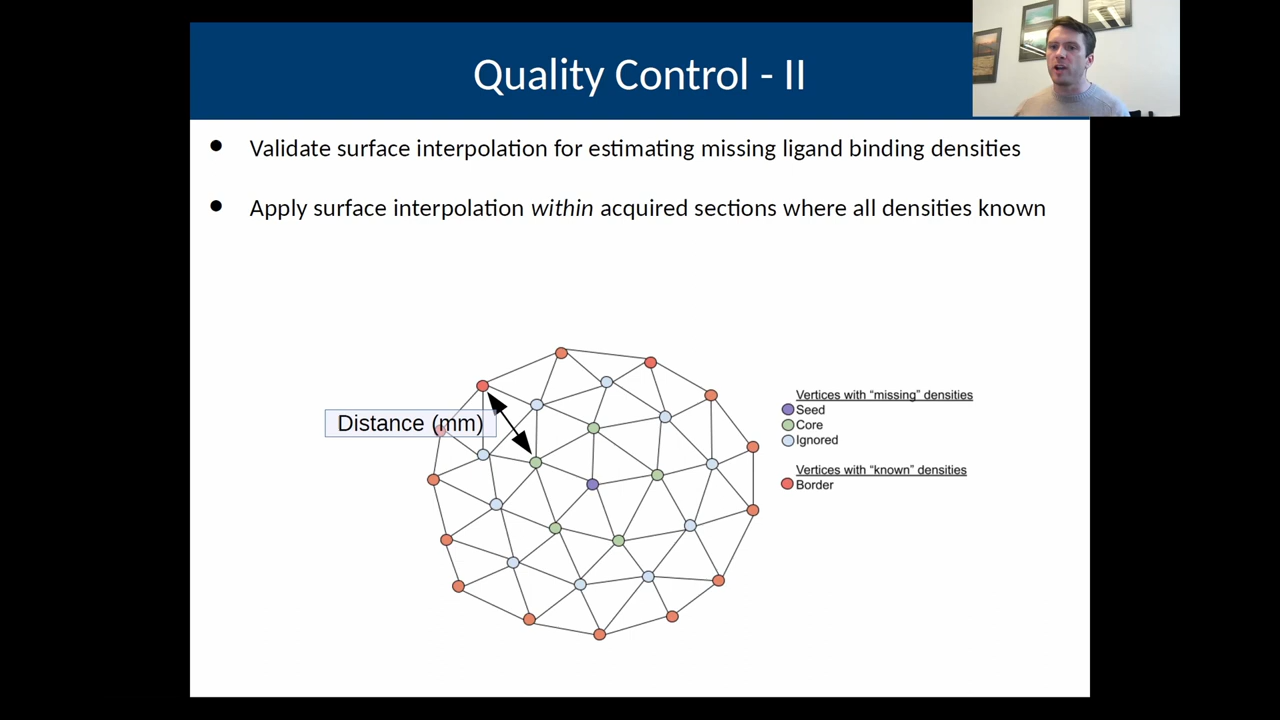 Quality Control - II
● Validate surface interpolation for estimating missing ligand binding densities
● Apply surface interpolation within acquired sections where all densities known
Distance (mm)
Vertices with “missing” densities
Seed
Core
Ignored
Vertices with “known” densities
Border